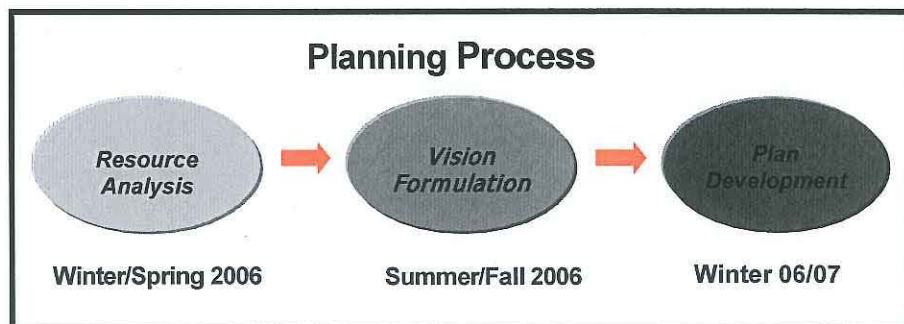 Planning Process
Resource
Analysis
Vision
Formulation
Plan
Development
Winter/Spring 2006
Summer/Fall 2006
Winter 06/07